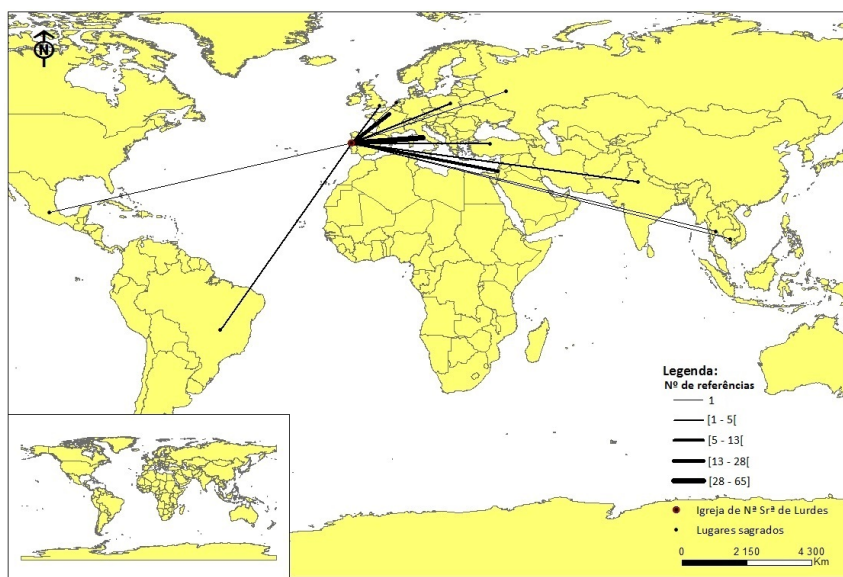 N
Legenda:
Nº de referências
1
[1 - 5[
[5 - 13[
[13 - 28[
[28 - 65]
Igreja de Nª Srª de Lurdes
Lugares sagrados
0 2 150 4 300
Km